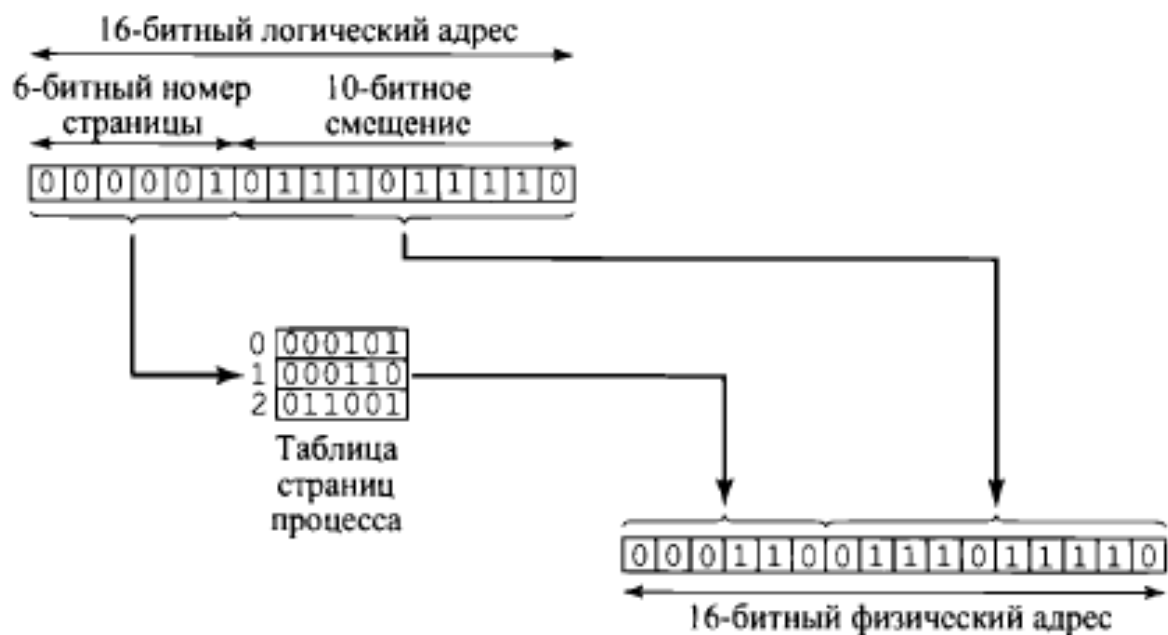 16-битный логический адрес
6-битный номер страницы
10-битное смещение
0 0 0 0 0 1 0 1 1 1 0 1 1 1 1 0
0 000101
1 000110
2 011001
Таблица
страниц
процесса
0 0 0 1 1 0 0 1 1 1 0 1 1 1 1 0
16-битный физический адрес